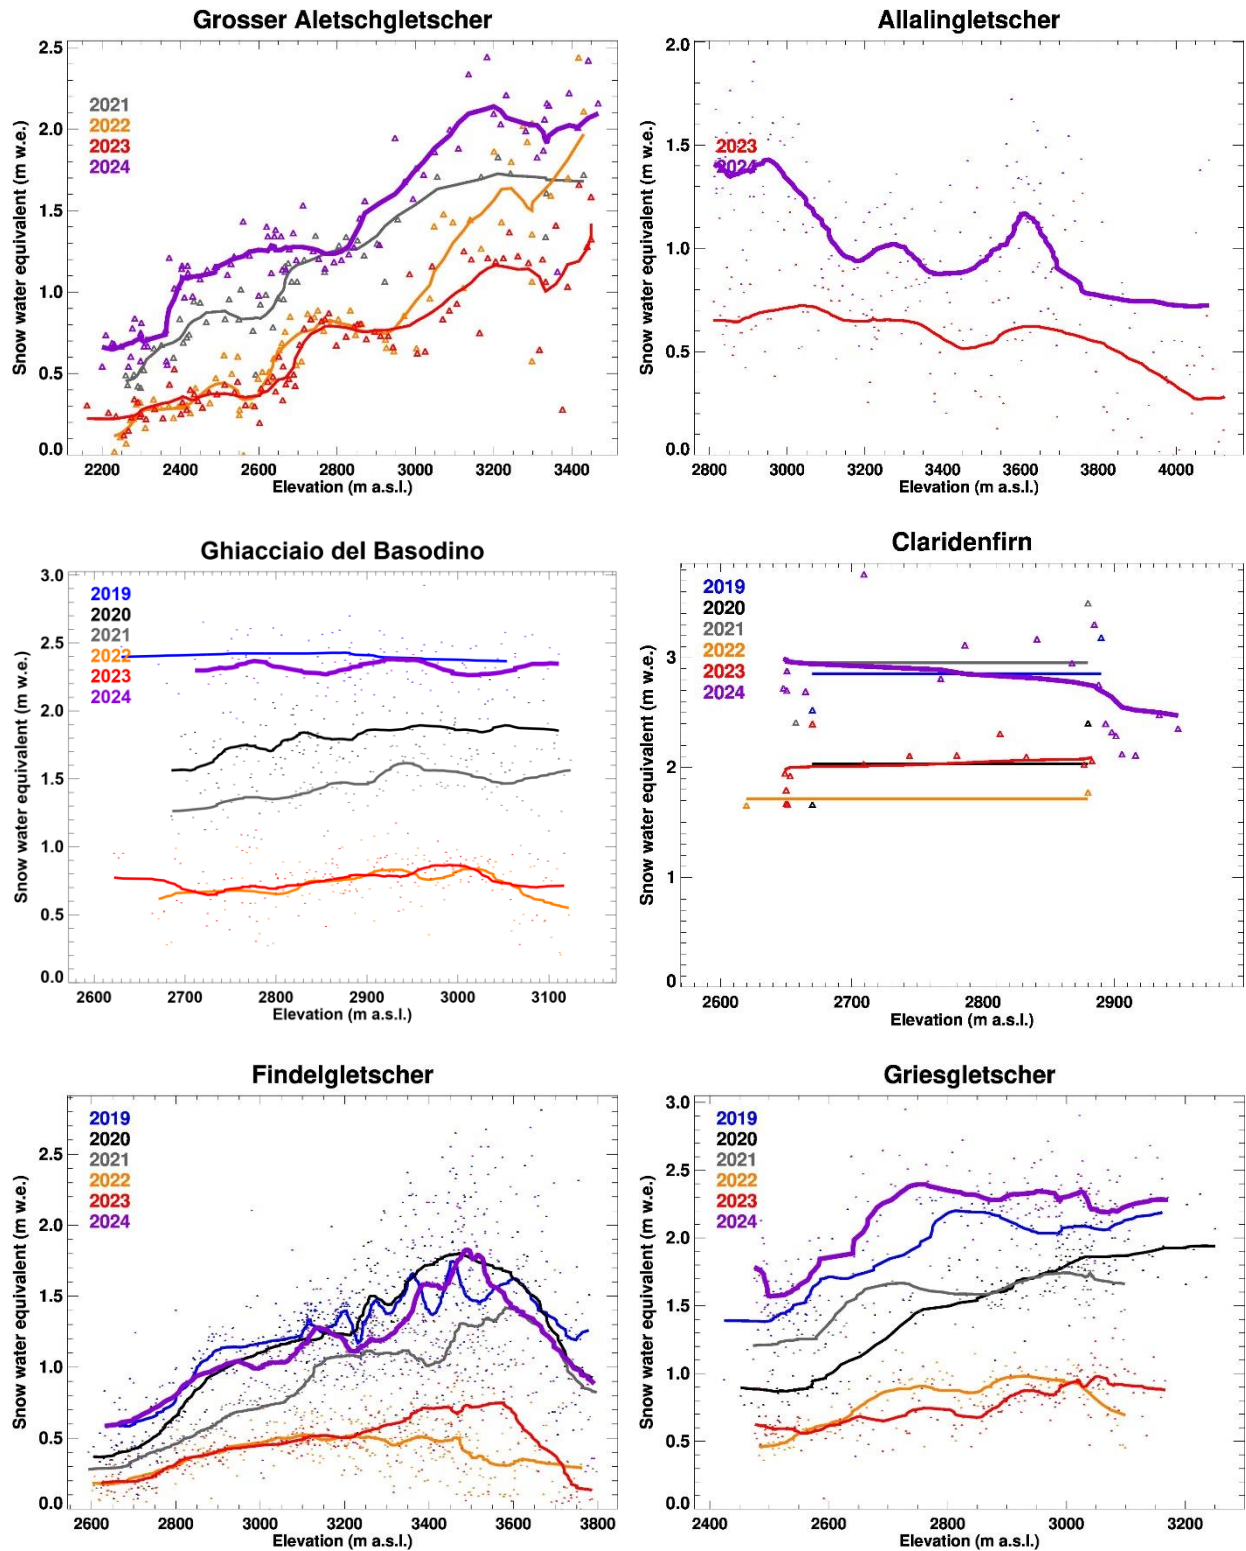 Grosser Aletschgletscher
2.5
2.0
1.5
1.0
0.5
0.0
Snow water equivalent (m w.e.)
2021
2022
2023
2024
2200 2400 2600 2800 3000 3200 3400
Elevation (m a.s.l.)
Allalingletscher
2.0
1.5
1.0
0.5
0.0
Snow water equivalent (m w.e.)
2023
2024
2800 3000 3200 3400 3600 3800 4000
Elevation (m a.s.l.)
Ghiacciaio del Basodino
3.0
2.5
2.0
1.5
1.0
0.5
0.0
Snow water equivalent (m w.e.)
2019
2020
2021
2022
2023
2024
2600 2700 2800 2900 3000 3100
Elevation (m a.s.l.)
Claridenfirn
3
2
1
0
Snow water equivalent (m w.e.)
2019
2020
2021
2022
2023
2024
2600 2700 2800 2900
Elevation (m a.s.l.)
Findelgletscher
2.5
2.0
1.5
1.0
0.5
0.0
Snow water equivalent (m w.e.)
2019
2020
2021
2022
2023
2024
2600 2800 3000 3200 3400 3600 3800
Elevation (m a.s.l.)
Griesgletscher
3.0
2.5
2.0
1.5
1.0
0.5
0.0
Snow water equivalent (m w.e.)
2019
2020
2021
2022
2023
2024
2400 2600 2800 3000 3200
Elevation (m a.s.l.)